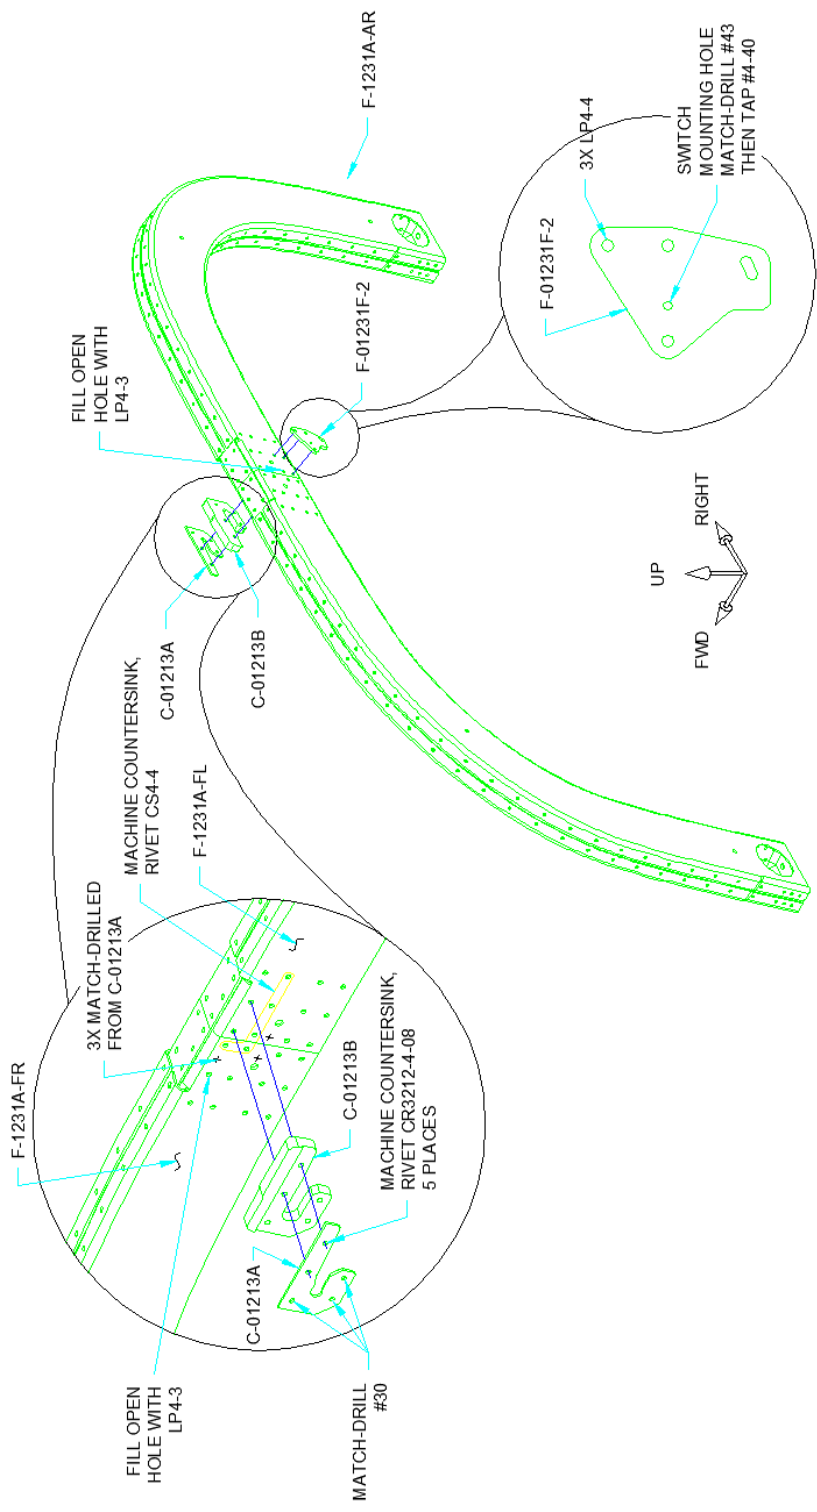 F-1231A-FR
3X MATCH-DRILLED
FROM C-01213A
MACHINE COUNTERSINK,
RIVET CS4-4
F-1231A-FL
FILL OPEN
HOLE WITH
LP4-3
C-01213A
MATCH-DRILL
#30
C-01213B
MACHINE COUNTERSINK,
RIVET CR3212-4-08
5 PLACES
C-01213A
C-01213B
FILL OPEN
HOLE WITH
LP4-3
F-01231F-2
F-1231A-AR
FWD
UP
RIGHT
F-01231F-2
3X LP4-4
SWITCH
MOUNTING HOLE
MATCH-DRILL #43
THEN TAP #4-40